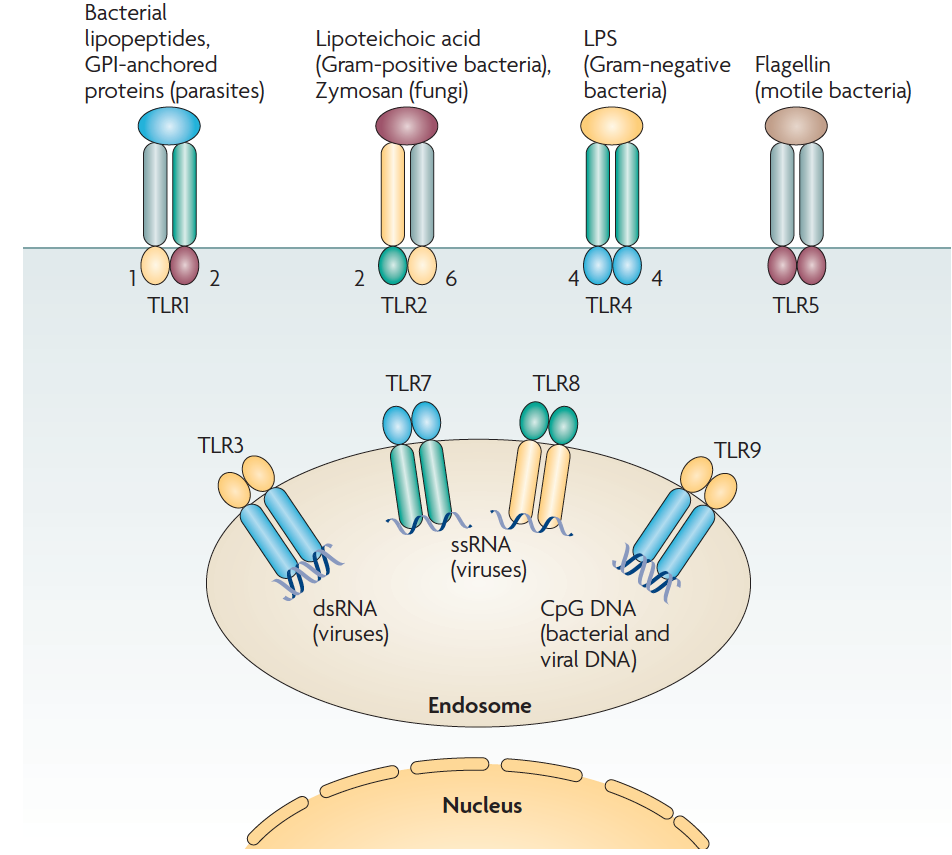 Bacterial
lipopeptides,
GPI-anchored
proteins (parasites)
Lipoteichoic acid
(Gram-positive bacteria),
Zymosan (fungi)
LPS
(Gram-negative
bacteria)
Flagellin
(motile bacteria)
1 2
TLR1
2 6
TLR2
4 4
TLR4
TLR5
TLR7
TLR8
TLR3
TLR9
ssRNA
(viruses)
dsRNA
(viruses)
CpG DNA
(bacterial and
viral DNA)
Endosome
Nucleus